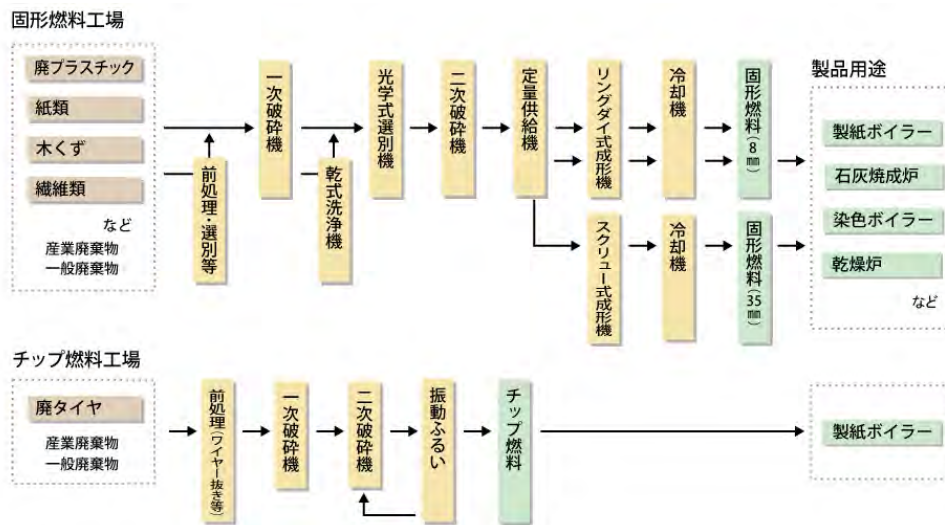 固形燃料工場
廃プラスチック
紙類
木くず
繊維類
など
産業廃棄物
一般廃棄物
前処理・選別等
一次破砕機
乾式洗浄機
光学式選別機
二次破砕機
定量供給機
リングダイ式成形機
冷却機
固形燃料(8㎜)
スクリュー式成形機
冷却機
固形燃料(35㎜)
製品用途
製紙ボイラー
石灰焼成炉
染色ボイラー
乾燥炉
など
チップ燃料工場
廃タイヤ
産業廃棄物
一般廃棄物
前処理(ワイヤー抜き等)
一次破砕機
二次破砕機
振動ふるい
チップ燃料
製紙ボイラー